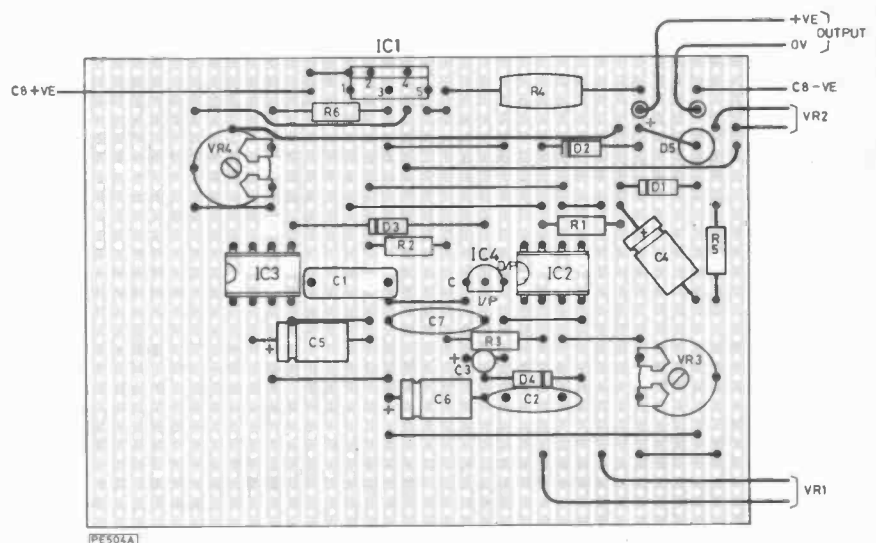 +VE
OUTPUT
0V
IC1
C8 +VE
C8 -VE
1 2 3 4 5
R4
R6
VR2
+
VR4
D2
D5
D1
D3
R1
R2
+
C4
R5
IC4
O/P
IC3
C1
C
IC2
I/P
C7
+
C5
R3
+
C3
VR3
D4
C6
C2
+
VR1
PE504A